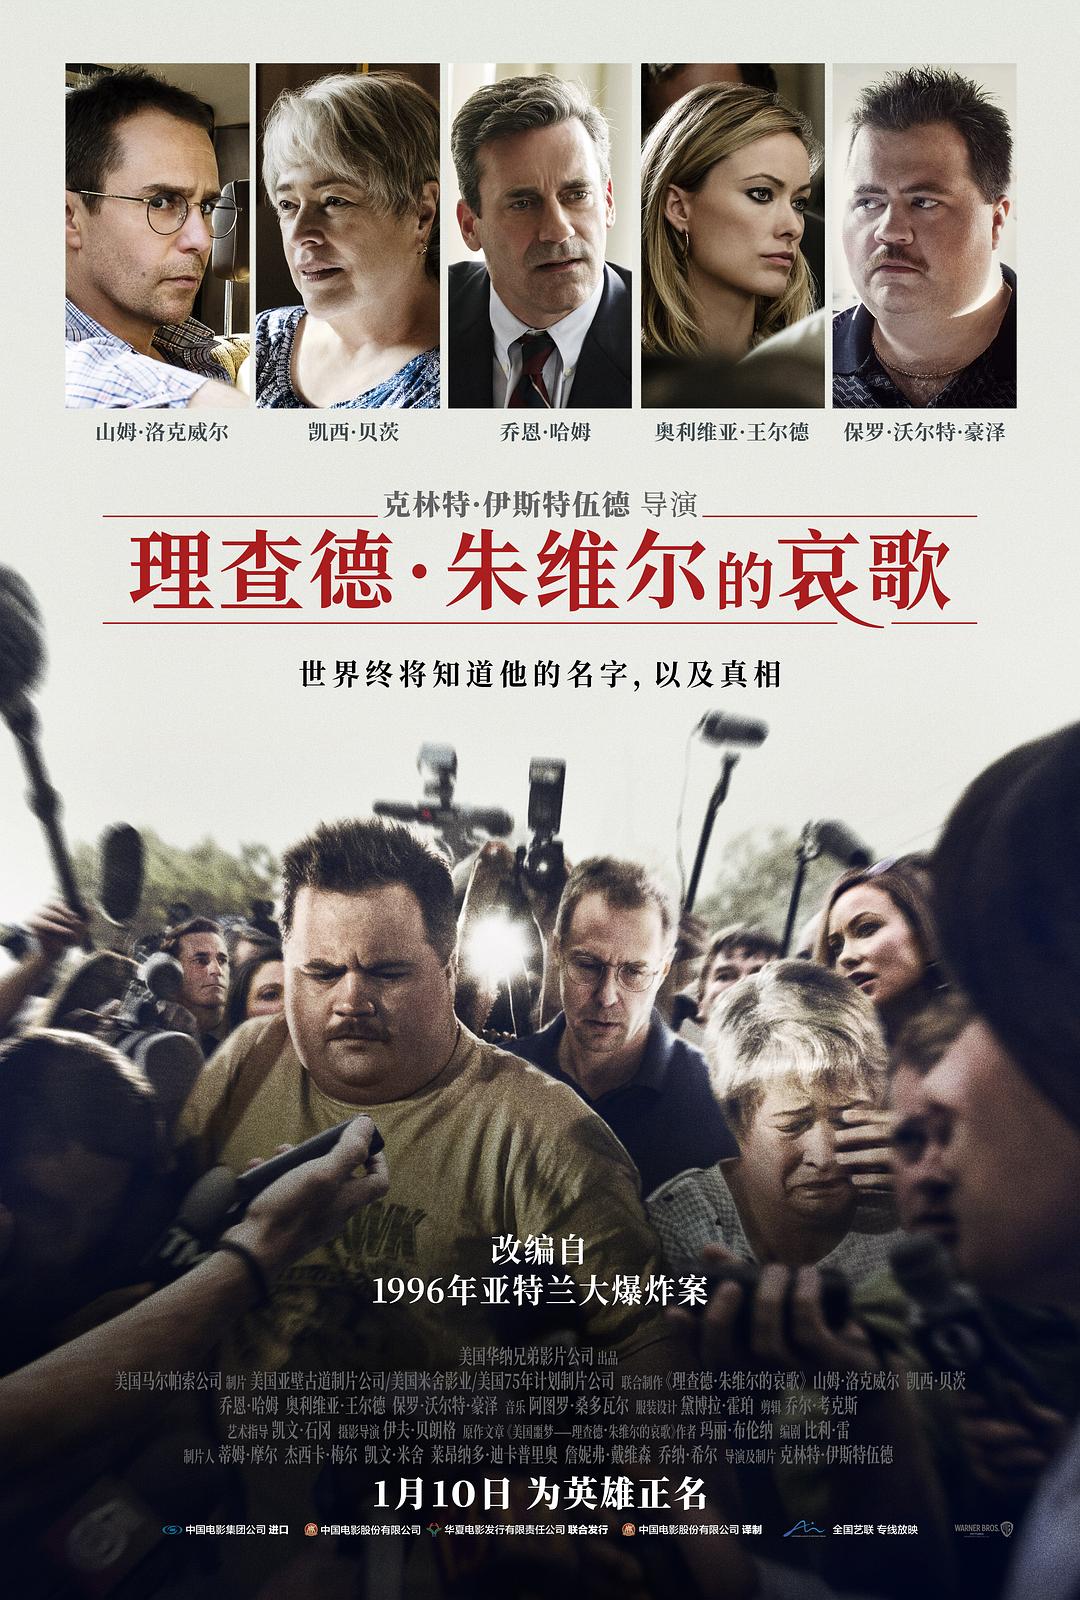 山姆·洛克威尔
凯西·贝茨
乔恩·哈姆
奥利维亚·王尔德
保罗·沃尔特·豪泽
克林特·伊斯特伍德 导演
理查德·朱维尔的哀歌
世界终将知道他的名字,以及真相
改编自
1996年亚特兰大爆炸案
美国华纳兄弟影片公司 出品
美国马尔帕索公司 制片 美国亚壁古道制片公司/美国米舍影业/美国75年计划制片公司 联合制作《理查德·朱维尔的哀歌》 山姆·洛克威尔 凯西·贝茨
乔恩·哈姆 奥利维亚·王尔德 保罗·沃尔特·豪泽 音乐 阿图罗·桑多瓦尔 服装设计 黛博拉·霍珀 剪辑 乔尔·考克斯
艺术指导 凯文·石冈 摄影导演 伊夫·贝朗格 原作文章《美国噩梦——理查德·朱维尔的哀歌》作者 玛丽·布伦纳 编剧 比利·雷
制片人 蒂姆·摩尔 杰西卡·梅尔 凯文·米舍 莱昂纳多·迪卡普里奥 詹妮弗·戴维森 乔纳·希尔 导演及制片 克林特·伊斯特伍德
1月10日 为英雄正名
中国电影集团公司 进口 中国电影股份有限公司 华夏电影发行有限责任公司 联合发行 中国电影股份有限公司 译制 全国艺联 专线放映 WARNER BROS.